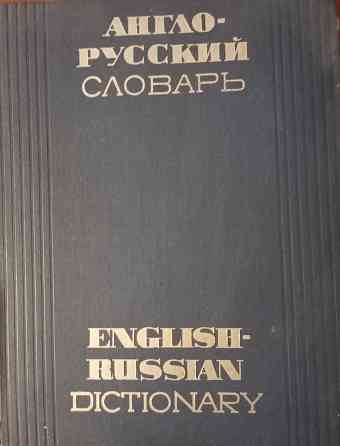 АНГЛО-
РУССКИЙ
СЛОВАРЬ
ENGLISH-
RUSSIAN
DICTIONARY